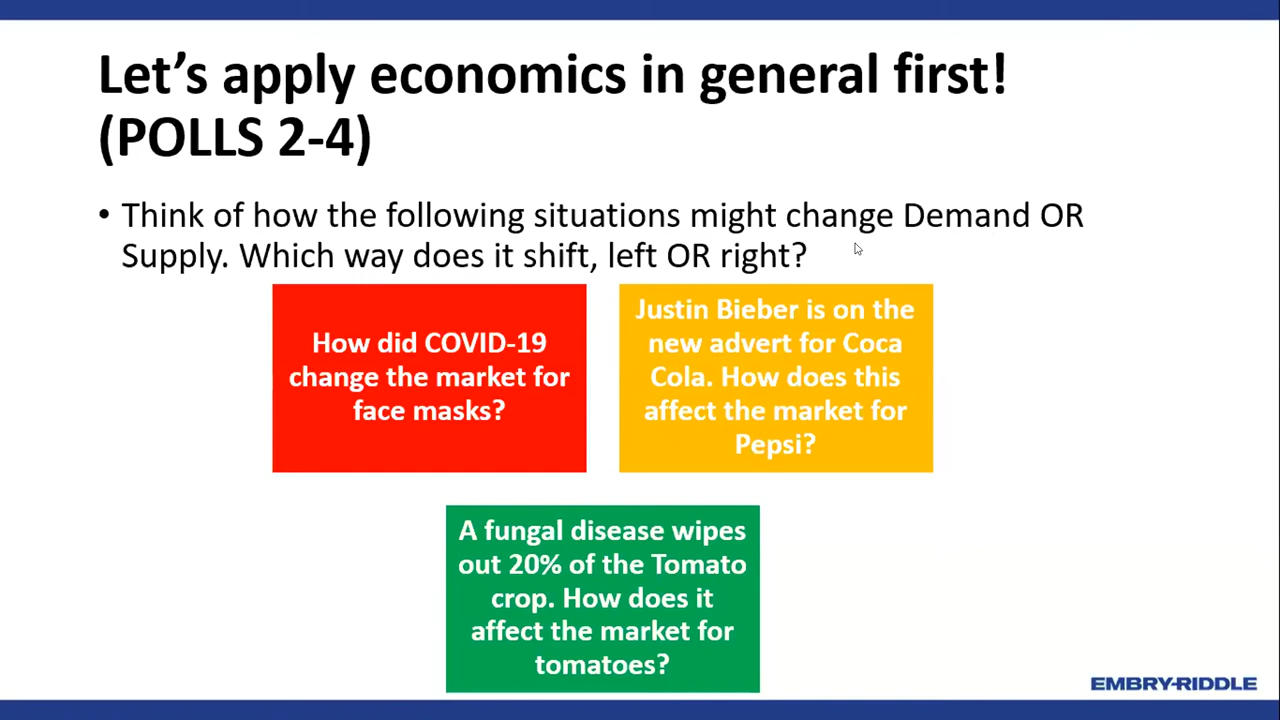 Let's apply economics in general first!
(POLLS 2-4)
• Think of how the following situations might change Demand OR
Supply. Which way does it shift, left OR right?
How did COVID-19
change the market for
face masks?
Justin Bieber is on the
new advert for Coca
Cola. How does this
affect the market for
Pepsi?
A fungal disease wipes
out 20% of the Tomato
crop. How does it
affect the market for
tomatoes?
EMBRY-RIDDLE